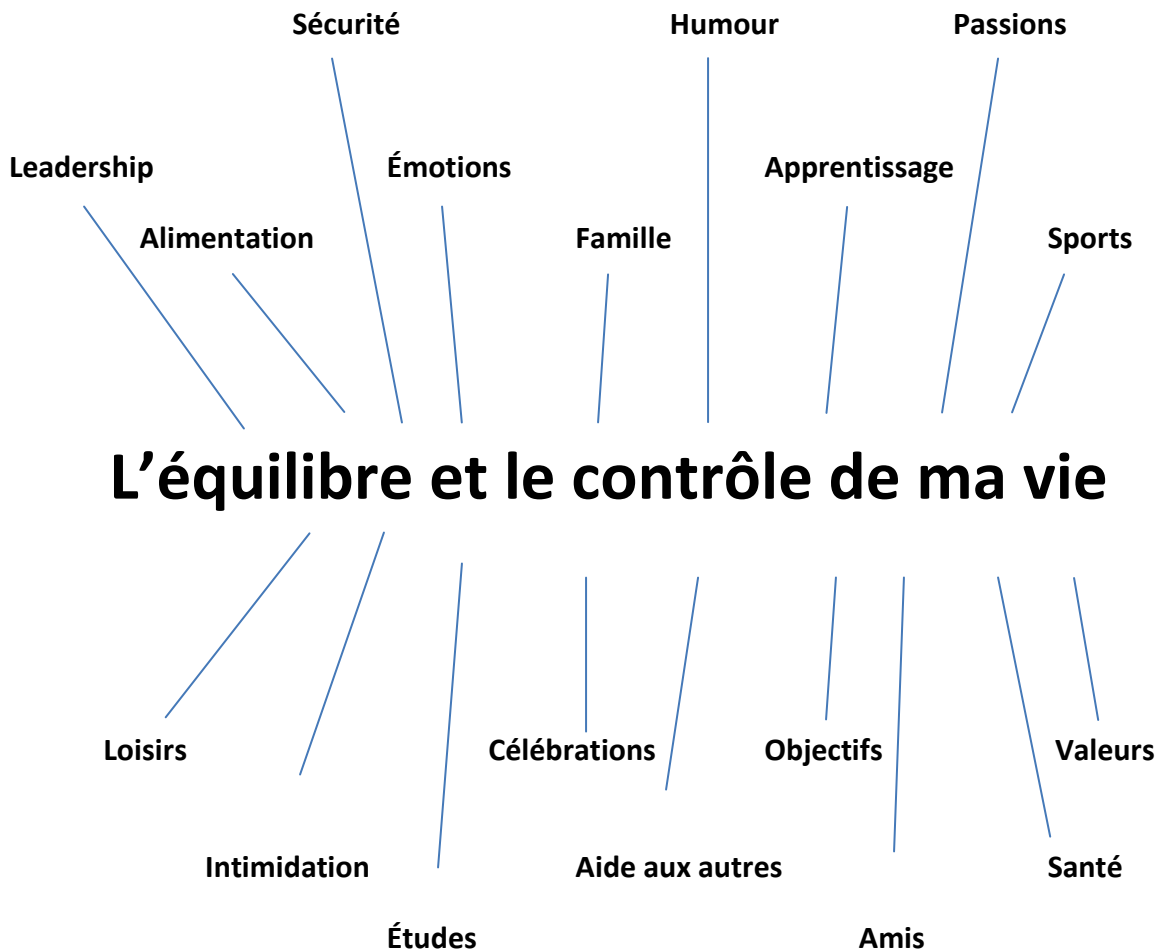 Sécurité Humour Passions
Leadership Émotions Apprentissage
Alimentation Famille Sports
L’équilibre et le contrôle de ma vie
Loisirs Célébrations Objectifs Valeurs
Intimidation Aide aux autres Santé
Études Amis